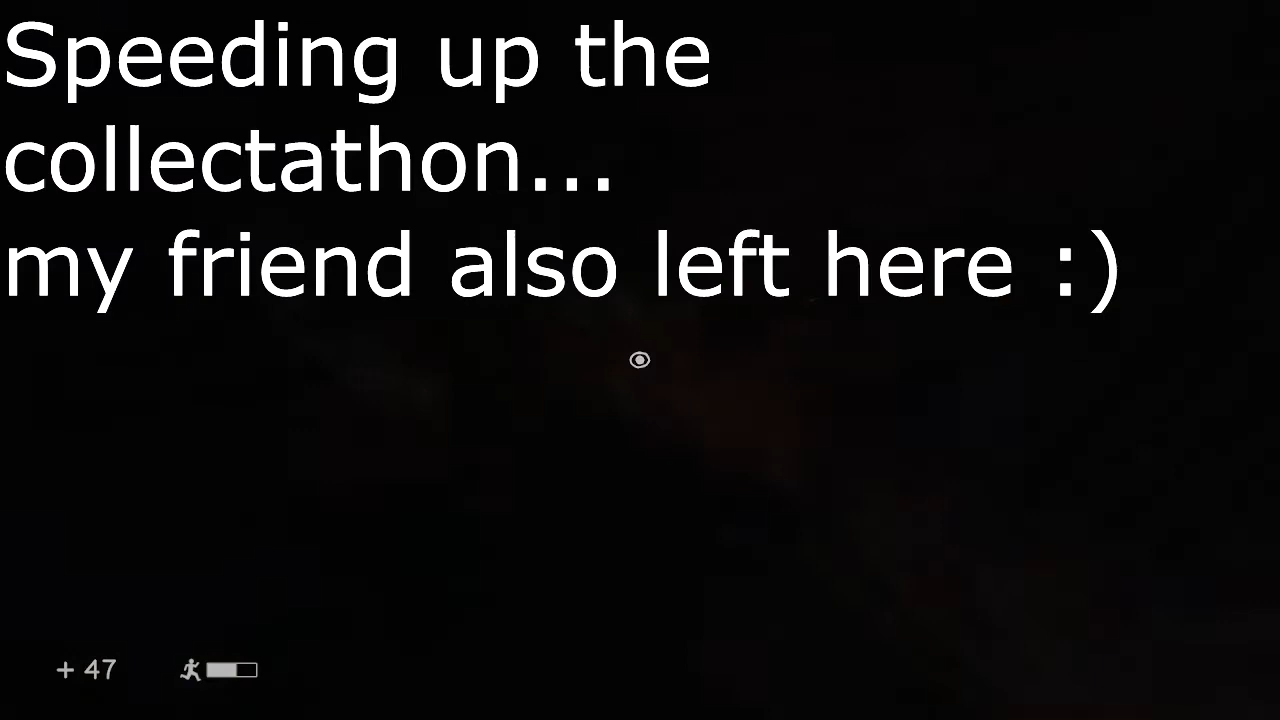 Speeding up the
collectathon...
my friend also left here :)
+ 47